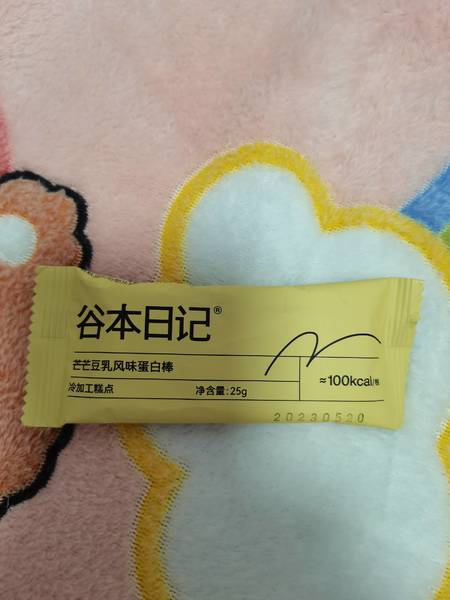 谷本日记®
芒芒豆乳风味蛋白棒
≈100kcal/根
冷加工糕点 净含量:25g
20230520